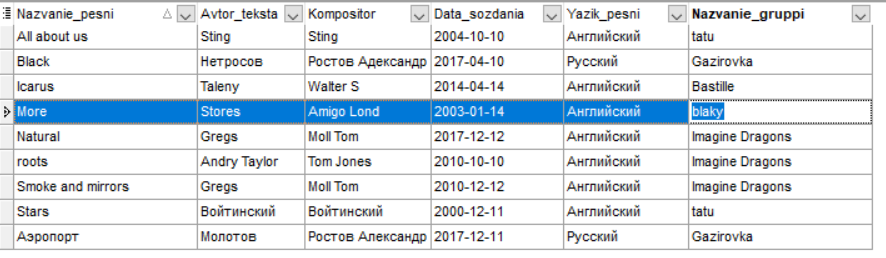 Nazvanie_pesni Avtor_teksta Kompositor Data_sozdania Yazik_pesni Nazvanie_gruppi
All about us Sting Sting 2004-10-10 Английский tatu
Black Нетросов Ростов Адександр 2017-04-10 Русский Gazirovka
Icarus Taleny Walter S 2014-04-14 Английский Bastille
More Stores Amigo Lond 2003-01-14 Английский blaky
Natural Gregs Moll Tom 2017-12-12 Английский Imagine Dragons
roots Andry Taylor Tom Jones 2010-10-10 Английский Imagine Dragons
Smoke and mirrors Gregs Moll Tom 2010-12-12 Английский Imagine Dragons
Stars Войтинский Войтинский 2000-12-11 Английский tatu
Аэропорт Молотов Ростов Александр 2017-12-11 Русский Gazirovka